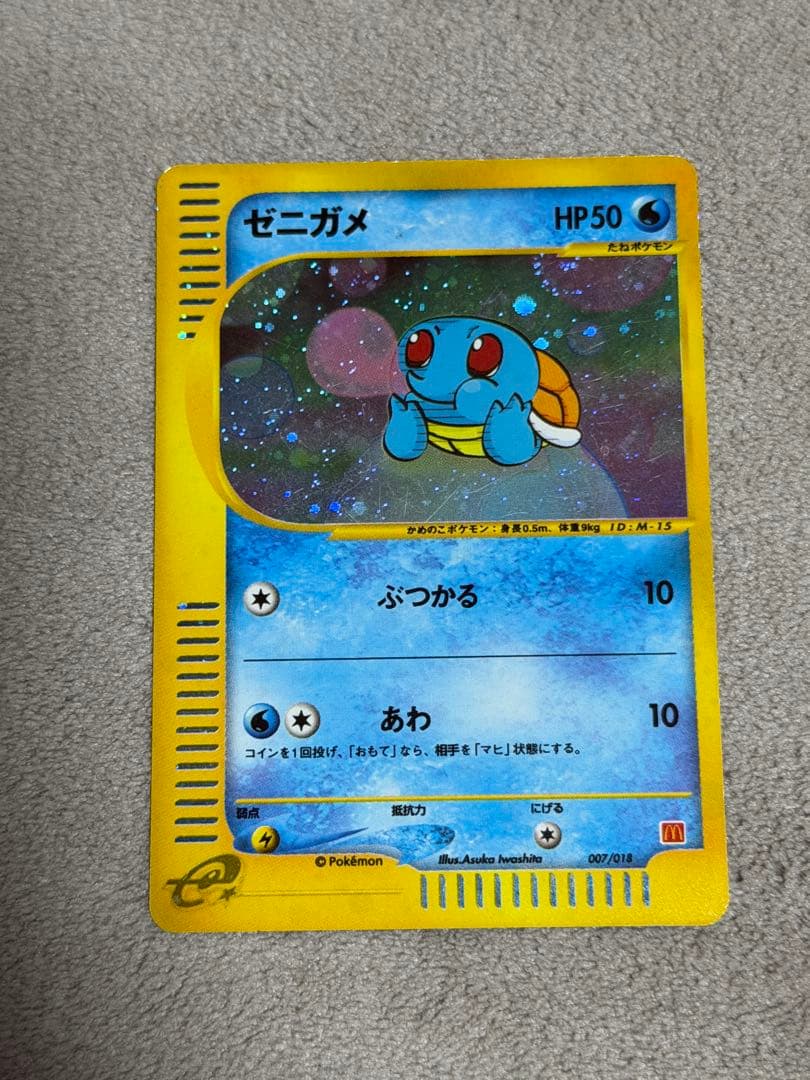 ゼニガメ HP50
たねポケモン
かめのこポケモン：身長0.5m、体重9kg ID:M-15
ぶつかる 10
あわ 10
コインを1回投げ、「おもて」なら、相手を「マヒ」状態にする。
弱点 抵抗力 にげる
©Pokémon Illus.Asuka Iwashita 007/018
e